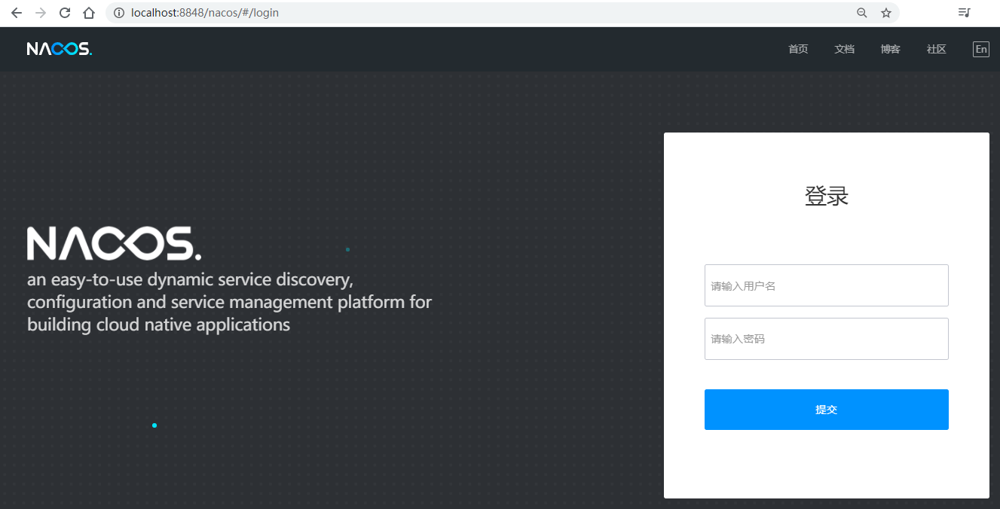 localhost:8848/nacos/#/login
NACOS.
首页 文档 博客 社区 En
登录
NACOS.
an easy-to-use dynamic service discovery,
configuration and service management platform for
building cloud native applications
请输入用户名
请输入密码
提交